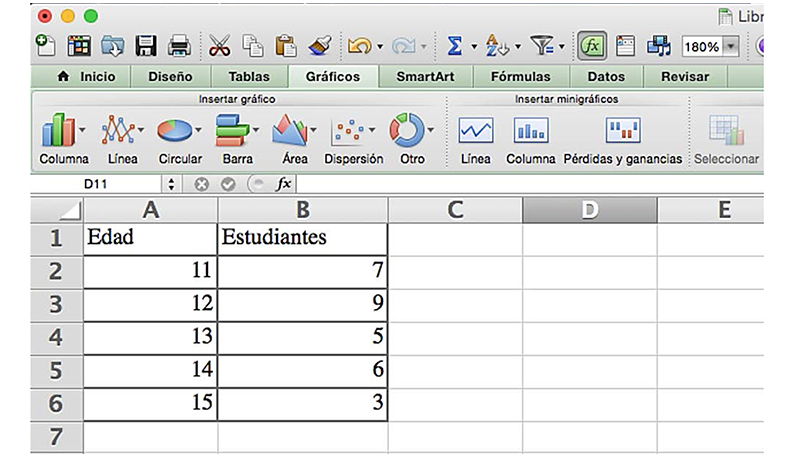 Libr
180%
Inicio Diseño Tablas Gráficos SmartArt Fórmulas Datos Revisar
Insertar gráfico Insertar minigráficos
Columna Línea Circular Barra Área Dispersión Otro Línea Columna Pérdidas y ganancias Seleccionar
D11 fx
A B C D E
1 Edad Estudiantes
2 11 7
3 12 9
4 13 5
5 14 6
6 15 3
7